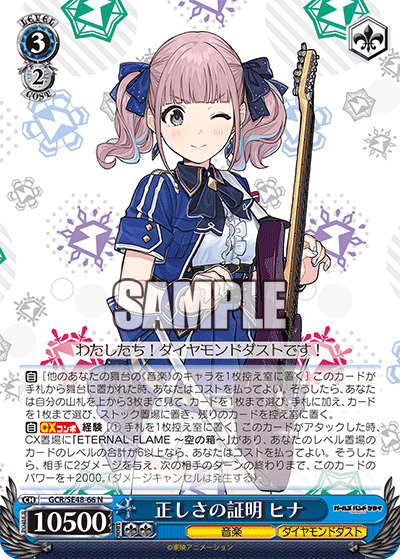 LEVEL
3
2
COST
SAMPLE
わたしたち！ダイヤモンドダストです！
自 ［他のあなたの舞台の《音楽》のキャラを1枚控え室に置く］ このカードが
手札から舞台に置かれた時、あなたはコストを払ってよい。そうしたら、あなた
は自分の山札を上から3枚まで見て、カードを1枚まで選び、手札に加え、カード
を1枚まで選び、ストック置場に置き、残りのカードを控え室に置く。
自 CXコンボ 経験 ［① 手札を1枚控え室に置く］ このカードがアタックした時、
CX置場に「ETERNAL FLAME ～空の箱～」があり、あなたのレベル置場
のカードのレベルの合計が6以上なら、あなたはコストを払ってよい。そうした
ら、相手に2ダメージを与え、次の相手のターンの終わりまで、このカードの
パワーを＋2000。（ダメージキャンセルは発生する）
CH GCR/SE48-66 N
10500
正しさの証明 ヒナ
ガールズバンドクライ
音楽
ダイヤモンドダスト
©東映アニメーション